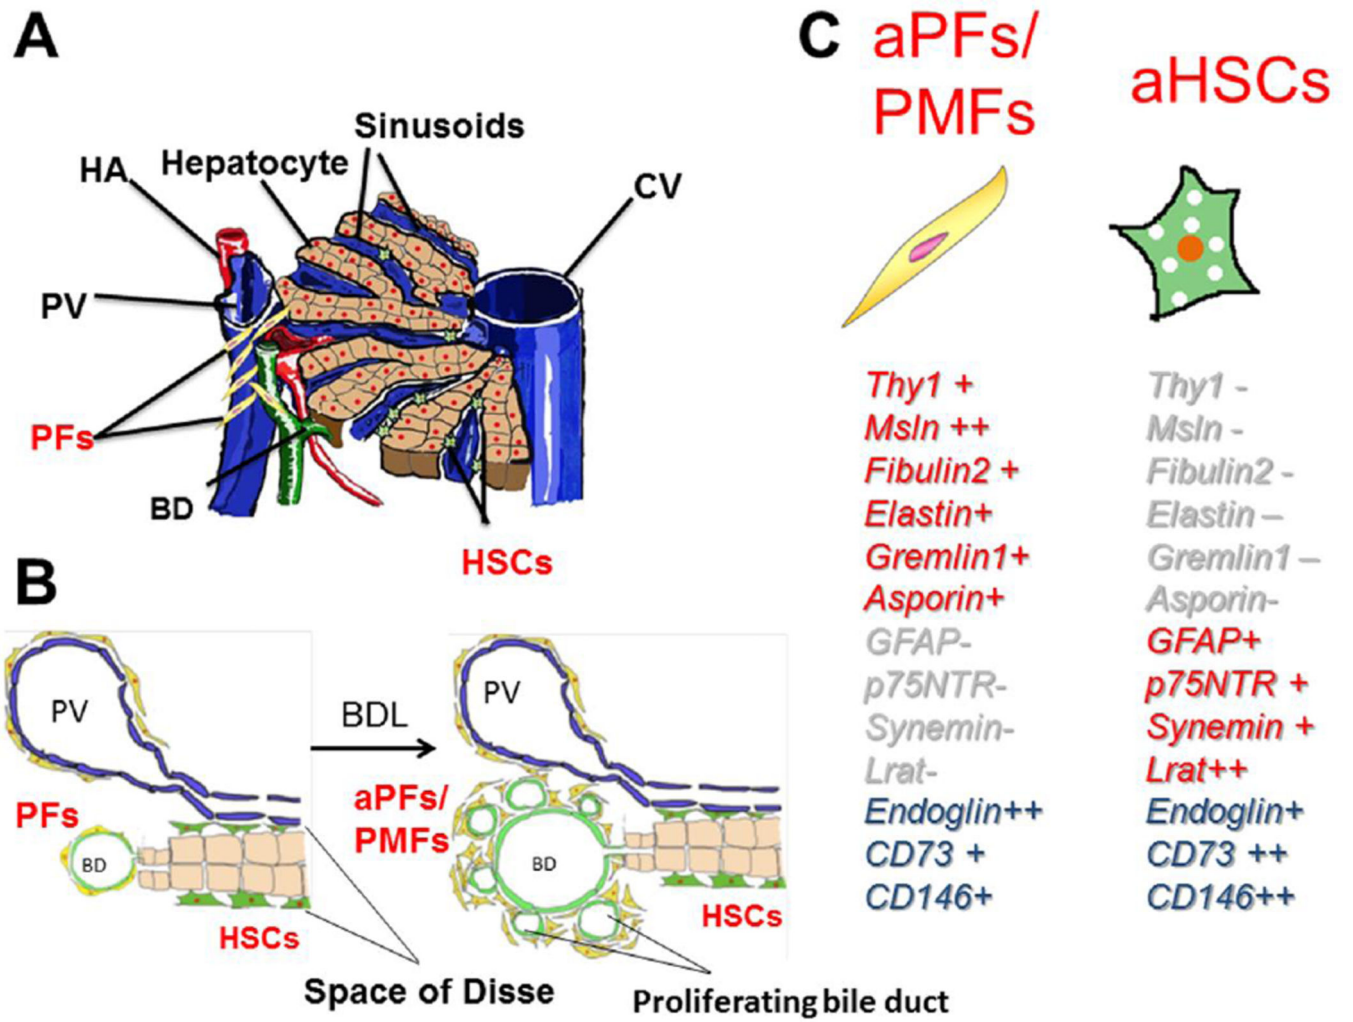 A
Sinusoids
HA
Hepatocyte
CV
PV
PFs
BD
HSCs
B
PV
PFs
BD
HSCs
BDL
aPFs/
PMFs
PV
BD
HSCs
Space of Disse
Proliferating bile duct
C
aPFs/
PMFs
Thy1 +
Msln ++
Fibulin2 +
Elastin+
Gremlin1+
Asporin+
GFAP-
p75NTR-
Synemin-
Lrat-
Endoglin++
CD73 +
CD146+
aHSCs
Thy1 -
Msln -
Fibulin2 -
Elastin –
Gremlin1 –
Asporin-
GFAP+
p75NTR +
Synemin +
Lrat++
Endoglin+
CD73 ++
CD146++